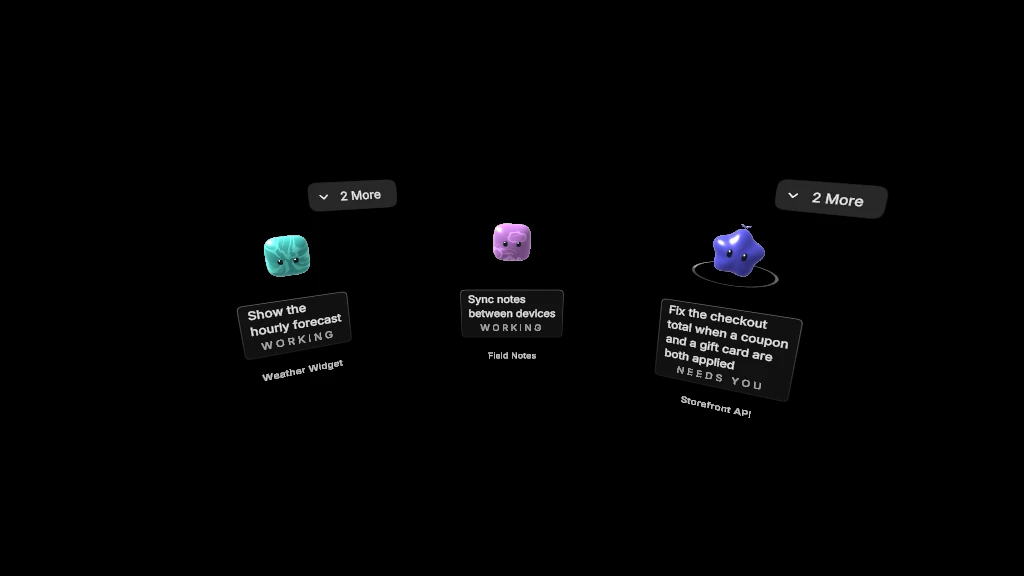 2 More
Show the
hourly forecast
WORKING
Weather Widget
Sync notes
between devices
WORKING
Field Notes
2 More
Fix the checkout
total when a coupon
and a gift card are
both applied
NEEDS YOU
Storefront API